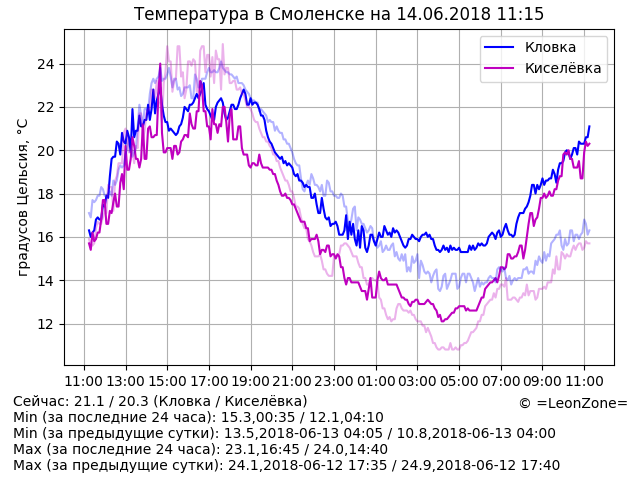 Температура в Смоленске на 14.06.2018 11:15
Кловка
Киселёвка
градусов Цельсия, °C
24
22
20
18
16
14
12
11:00 13:00 15:00 17:00 19:00 21:00 23:00 01:00 03:00 05:00 07:00 09:00 11:00
Сейчас: 21.1 / 20.3 (Кловка / Киселёвка)
© =LeonZone=
Min (за последние 24 часа): 15.3,00:35 / 12.1,04:10
Min (за предыдущие сутки): 13.5,2018-06-13 04:05 / 10.8,2018-06-13 04:00
Max (за последние 24 часа): 23.1,16:45 / 24.0,14:40
Max (за предыдущие сутки): 24.1,2018-06-12 17:35 / 24.9,2018-06-12 17:40